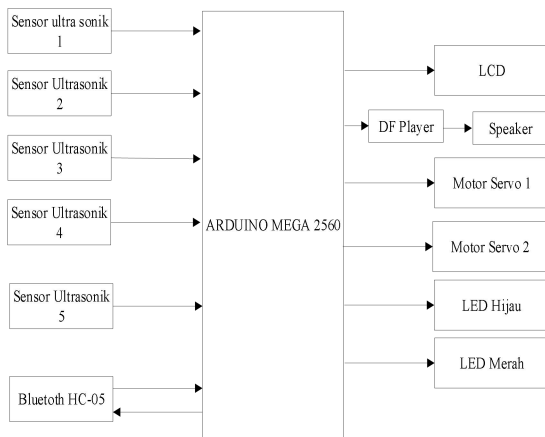 Sensor ultra sonik
1
Sensor Ultrasonik
2
Sensor Ultrasonik
3
Sensor Ultrasonik
4
Sensor Ultrasonik
5
Bluetoth HC-05
ARDUINO MEGA 2560
LCD
DF Player
Speaker
Motor Servo 1
Motor Servo 2
LED Hijau
LED Merah